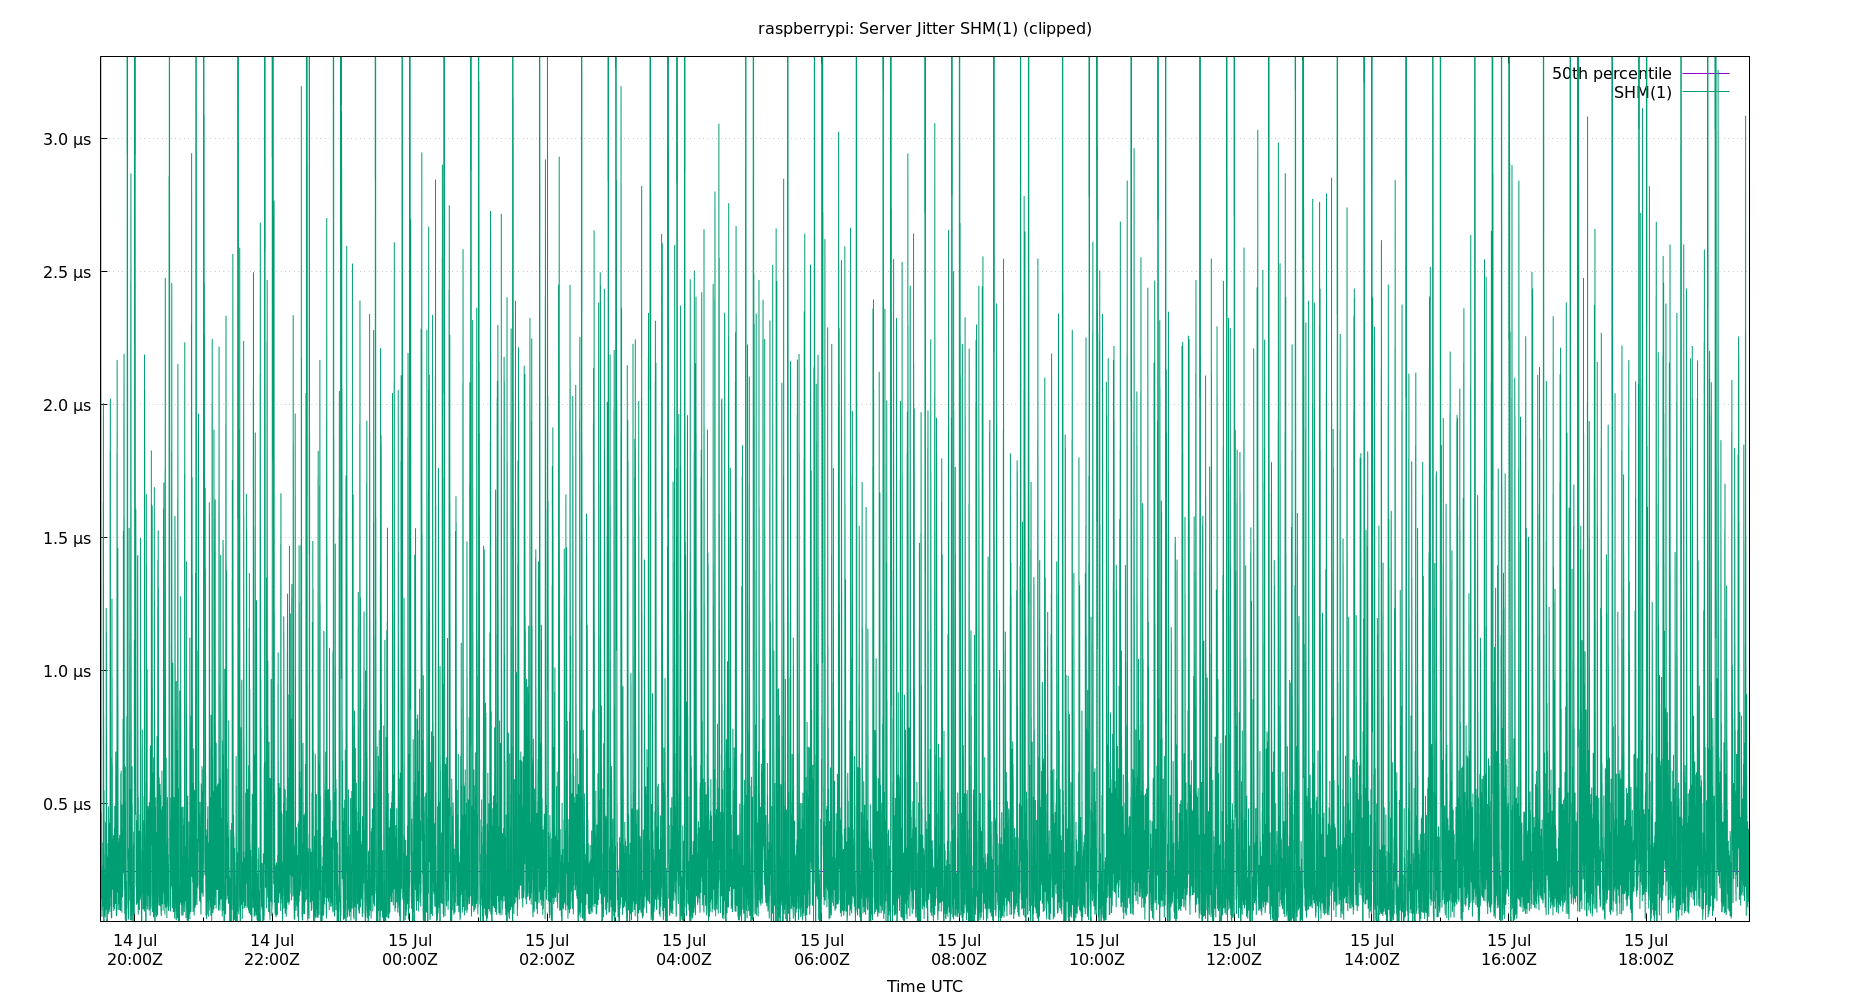 raspberrypi: Server Jitter SHM(1) (clipped)
50th percentile
SHM(1)
3.0 µs
2.5 µs
2.0 µs
1.5 µs
1.0 µs
0.5 µs
14 Jul 14 Jul 15 Jul 15 Jul 15 Jul 15 Jul 15 Jul 15 Jul 15 Jul 15 Jul 15 Jul 15 Jul
20:00Z 22:00Z 00:00Z 02:00Z 04:00Z 06:00Z 08:00Z 10:00Z 12:00Z 14:00Z 16:00Z 18:00Z
Time UTC